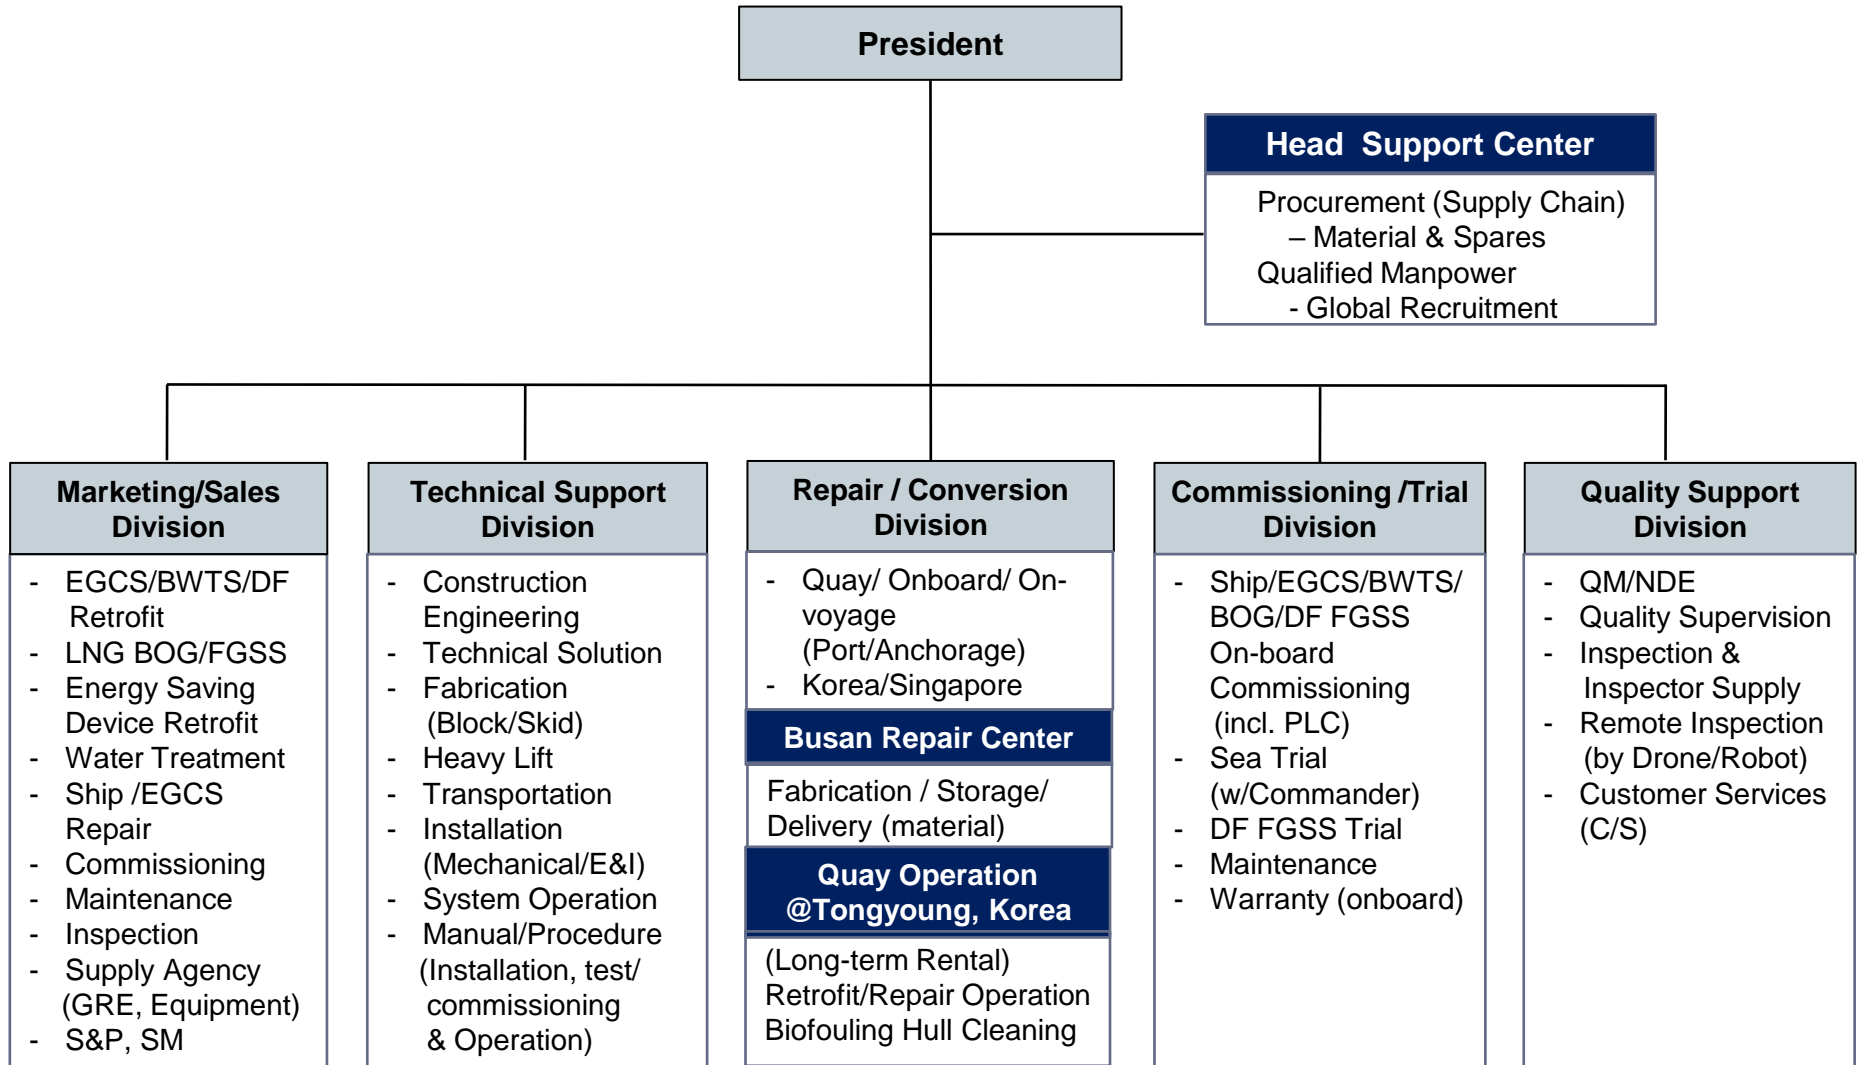 President
Head  Support Center
Procurement (Supply Chain)
– Material & Spares
Qualified Manpower
- Global Recruitment
Marketing/Sales
Division
- EGCS/BWTS/DF
Retrofit
- LNG BOG/FGSS
- Energy Saving
Device Retrofit
- Water Treatment
- Ship /EGCS
Repair
- Commissioning
- Maintenance
- Inspection
- Supply Agency
(GRE, Equipment)
- S&P, SM
Technical Support
Division
- Construction
Engineering
- Technical Solution
- Fabrication
(Block/Skid)
- Heavy Lift
- Transportation
- Installation
(Mechanical/E&I)
- System Operation
- Manual/Procedure
(Installation, test/
commissioning
& Operation)
Repair / Conversion
Division
- Quay/ Onboard/ On-
voyage
(Port/Anchorage)
- Korea/Singapore
Busan Repair Center
Fabrication / Storage/
Delivery (material)
Quay Operation
@Tongyoung, Korea
(Long-term Rental)
Retrofit/Repair Operation
Biofouling Hull Cleaning
Commissioning /Trial
Division
- Ship/EGCS/BWTS/
BOG/DF FGSS
On-board
Commissioning
(incl. PLC)
- Sea Trial
(w/Commander)
- DF FGSS Trial
- Maintenance
- Warranty (onboard)
Quality Support
Division
- QM/NDE
- Quality Supervision
- Inspection &
Inspector Supply
- Remote Inspection
(by Drone/Robot)
- Customer Services
(C/S)